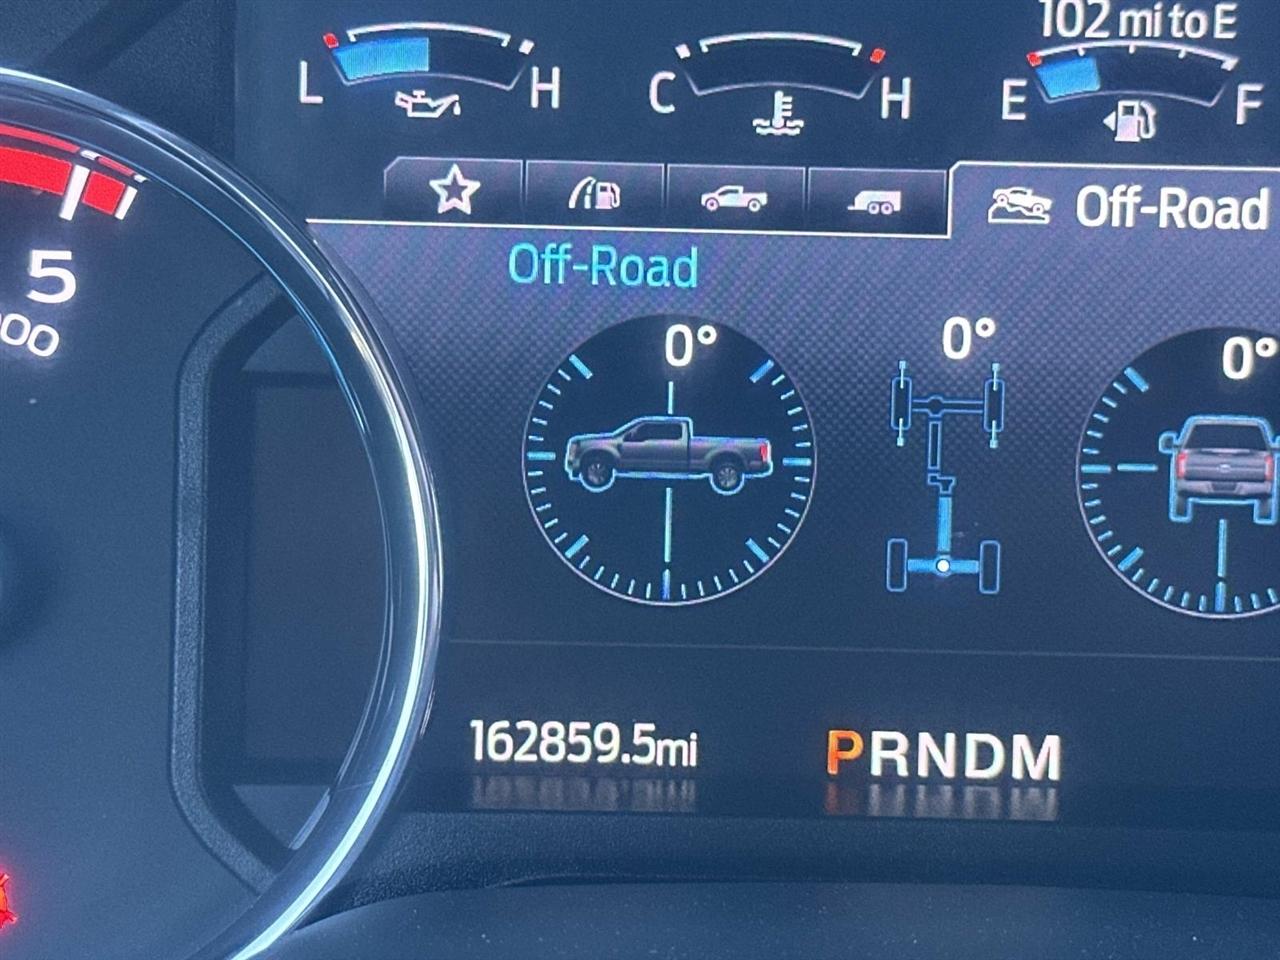 102 mi to E
L H
C H
E F
Off-Road
Off-Road
5
0°
0°
0°
162859.5mi
PRNDM